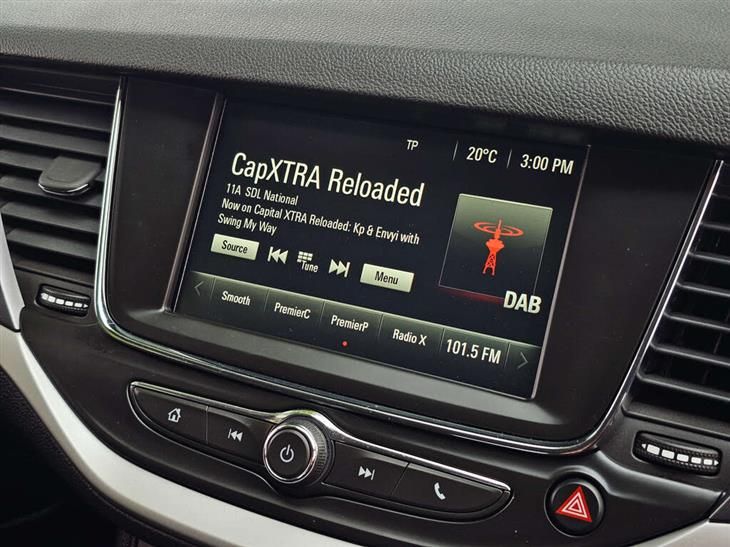 TP
20°C
3:00 PM
CapXTRA Reloaded
11A SDL National
Now on Capital XTRA Reloaded: Kp & Envyi with
Swing My Way
Source
Tune
Menu
DAB
Smooth
PremierC
PremierP
Radio X
101.5 FM